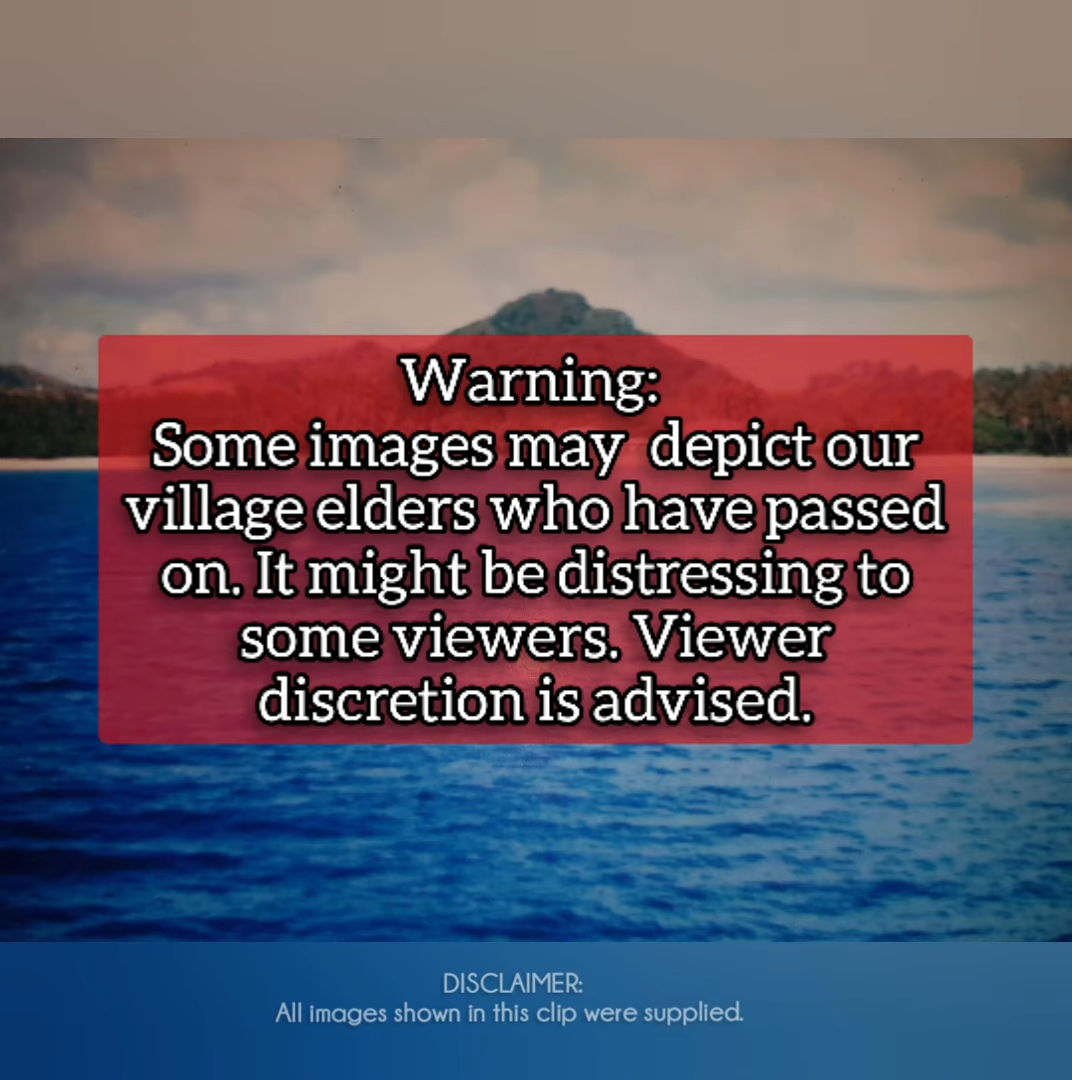 Warning:
Some images may  depict our
village elders who have passed
on. It might be distressing to
some viewers. Viewer
discretion is advised.
DISCLAIMER:
All images shown in this clip were supplied.